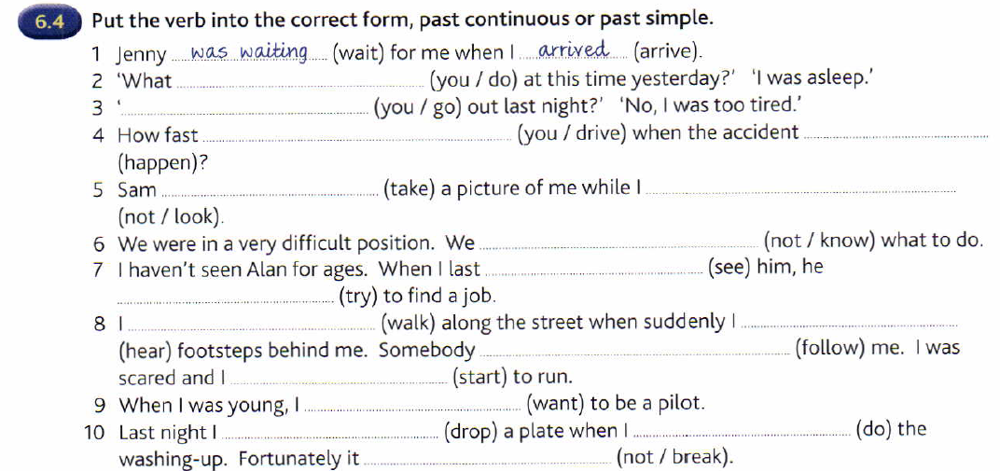 6.4 Put the verb into the correct form, past continuous or past simple.
1 Jenny was waiting (wait) for me when I arrived (arrive).
2 ‘What .......... (you / do) at this time yesterday?’ ‘I was asleep.’
3 ‘.......... (you / go) out last night?’ ‘No, I was too tired.’
4 How fast .......... (you / drive) when the accident ..........
(happen)?
5 Sam .......... (take) a picture of me while I ..........
(not / look).
6 We were in a very difficult position. We .......... (not / know) what to do.
7 I haven’t seen Alan for ages. When I last .......... (see) him, he
.......... (try) to find a job.
8 I .......... (walk) along the street when suddenly I ..........
(hear) footsteps behind me. Somebody .......... (follow) me. I was
scared and I .......... (start) to run.
9 When I was young, I .......... (want) to be a pilot.
10 Last night I .......... (drop) a plate when I .......... (do) the
washing-up. Fortunately it .......... (not / break).